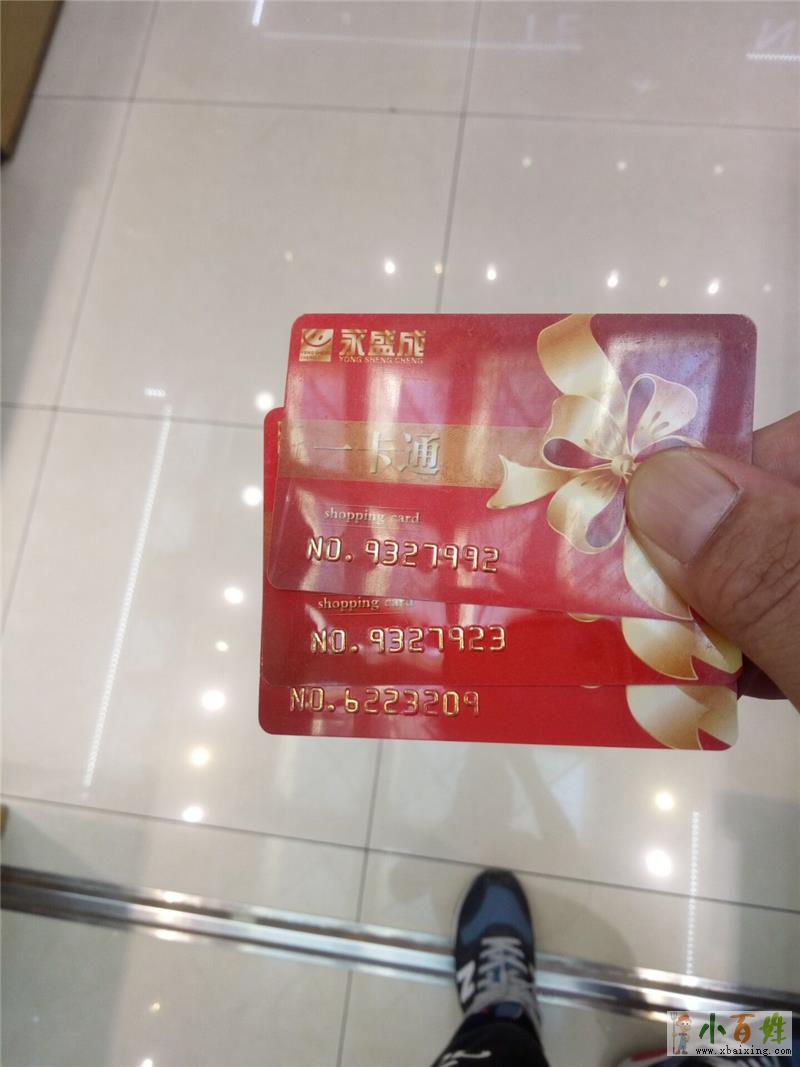 永盛成
YONG SHENG CHENG
一卡通
shopping card
NO. 9327992
shopping card
NO. 9327923
NO. 6223209
N
小百姓
www.xbaixing.com